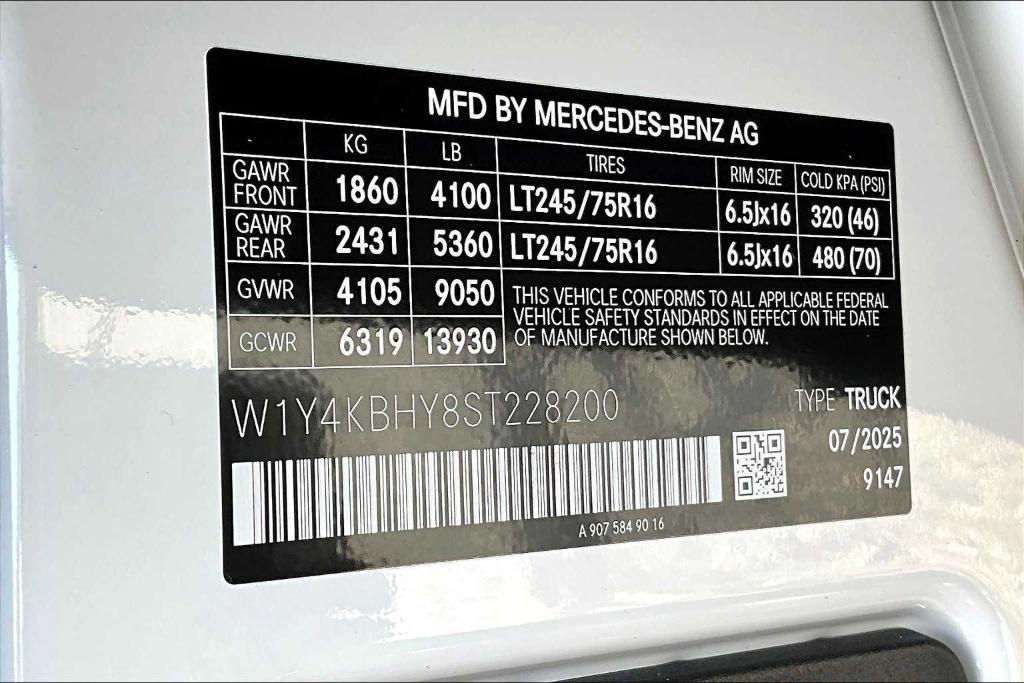 MFD BY MERCEDES-BENZ AG
KG LB TIRES RIM SIZE COLD KPA (PSI)
GAWR FRONT 1860 4100 LT245/75R16 6.5Jx16 320 (46)
GAWR REAR 2431 5360 LT245/75R16 6.5Jx16 480 (70)
GVWR 4105 9050
GCWR 6319 13930
THIS VEHICLE CONFORMS TO ALL APPLICABLE FEDERAL
VEHICLE SAFETY STANDARDS IN EFFECT ON THE DATE
OF MANUFACTURE SHOWN BELOW.
W1Y4KBHY8ST228200
TYPE TRUCK
07/2025
9147
A 907 584 90 16